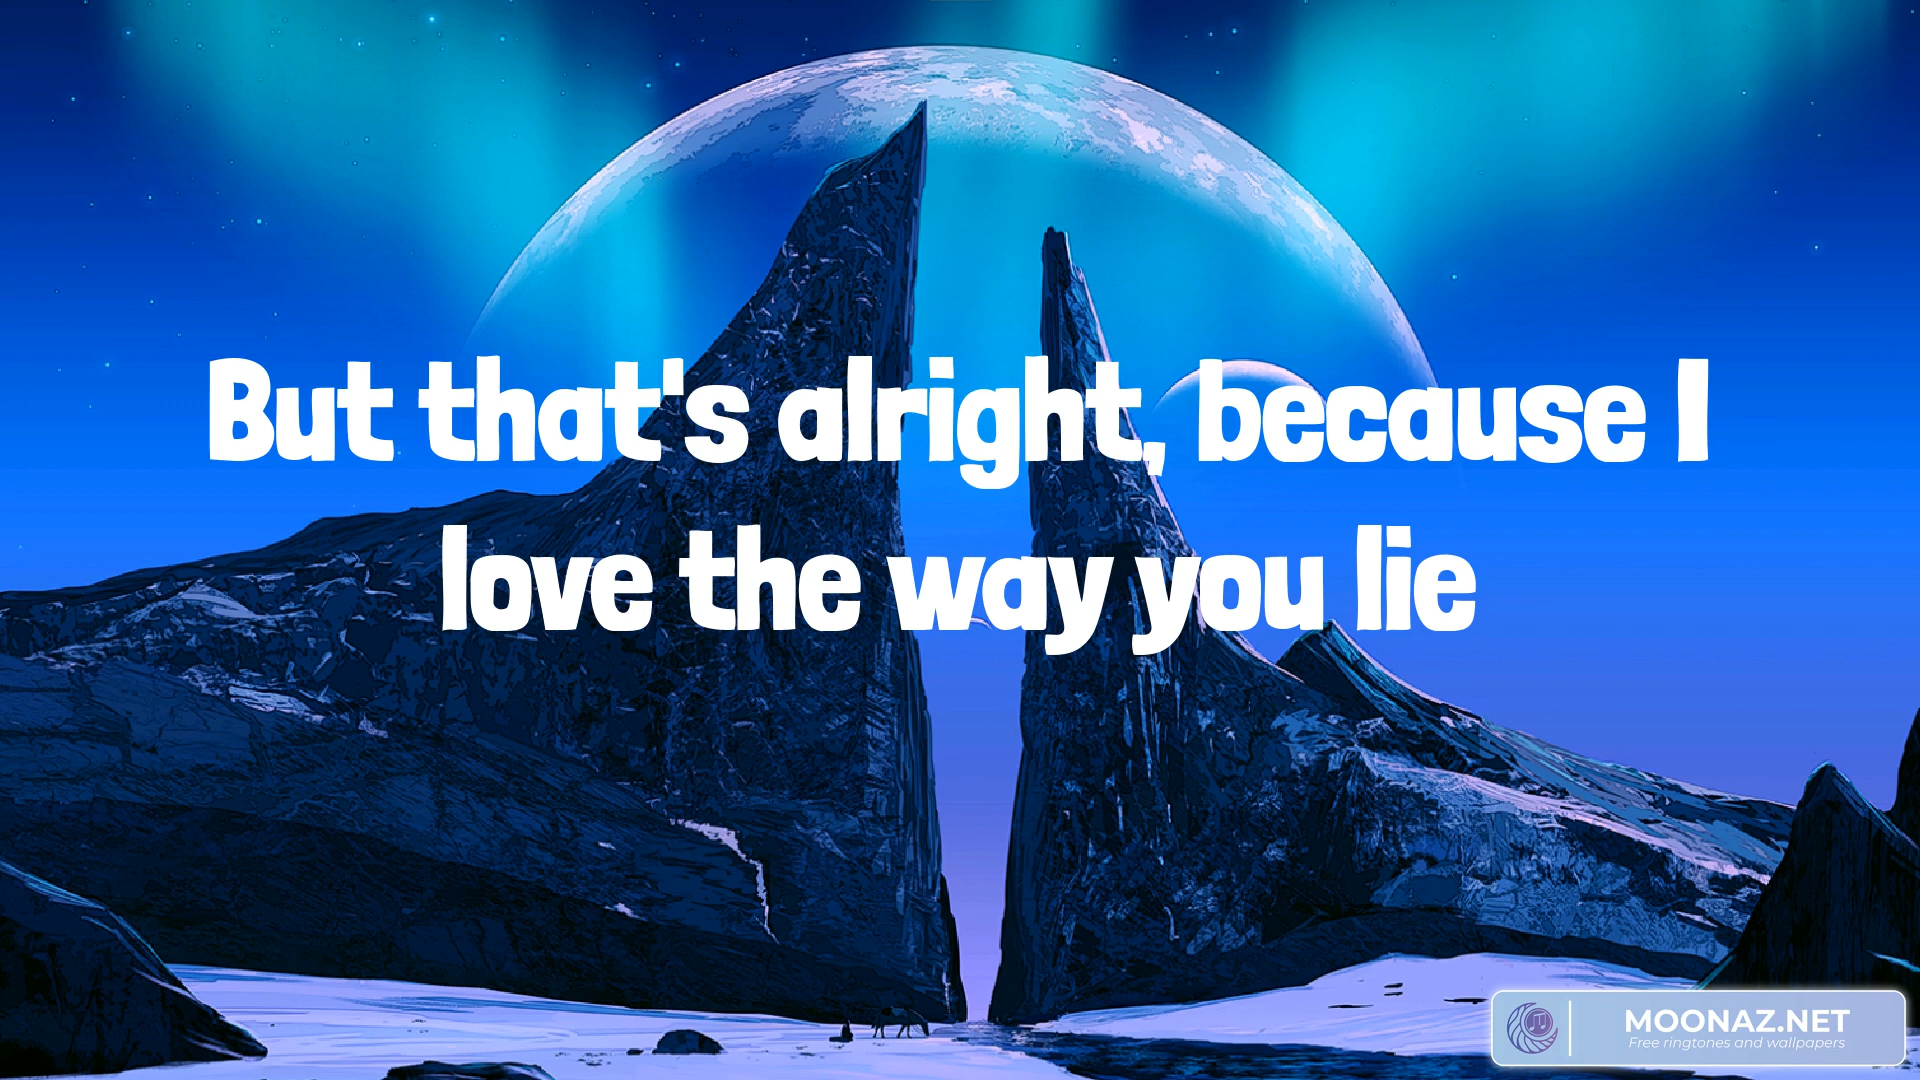 But that's alright, because I
love the way you lie
MOONAZ.NET
Free ringtones and wallpapers